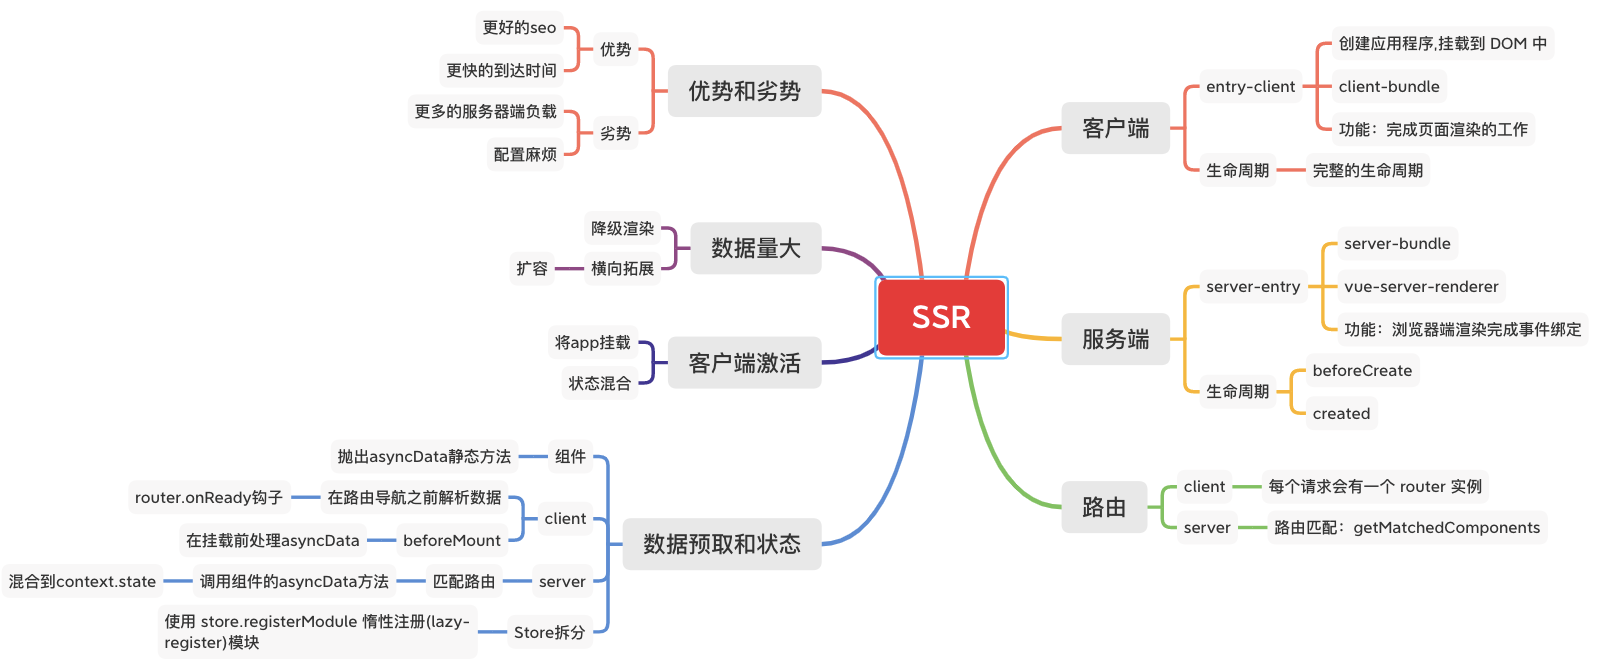 SSR
优势和劣势
优势
更好的seo
更快的到达时间
劣势
更多的服务器端负载
配置麻烦
数据量大
降级渲染
横向拓展
扩容
客户端激活
将app挂载
状态混合
数据预取和状态
组件
抛出asyncData静态方法
client
在路由导航之前解析数据
router.onReady钩子
beforeMount
在挂载前处理asyncData
server
匹配路由
调用组件的asyncData方法
混合到context.state
Store拆分
使用 store.registerModule 惰性注册(lazy-
register)模块
客户端
entry-client
创建应用程序,挂载到 DOM 中
client-bundle
功能：完成页面渲染的工作
生命周期
完整的生命周期
服务端
server-entry
server-bundle
vue-server-renderer
功能：浏览器端渲染完成事件绑定
生命周期
beforeCreate
created
路由
client
每个请求会有一个 router 实例
server
路由匹配：getMatchedComponents